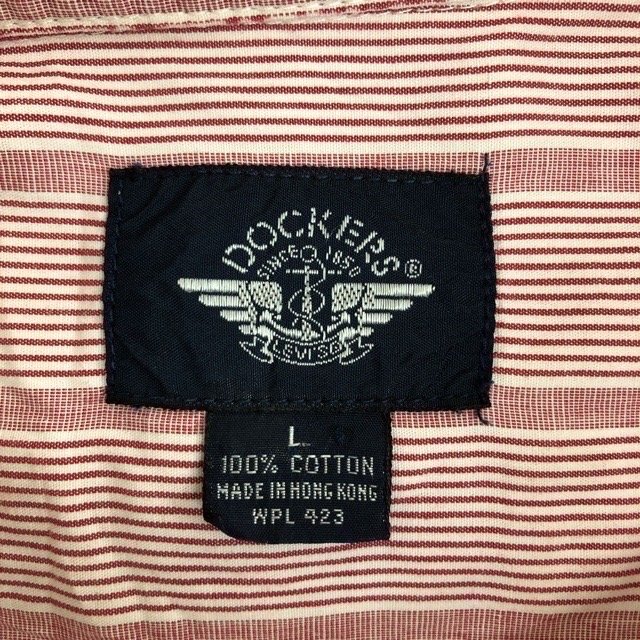 DOCKERS®
SINCE 1850
LEVI'S®
L
100% COTTON
MADE IN HONG KONG
WPL 423